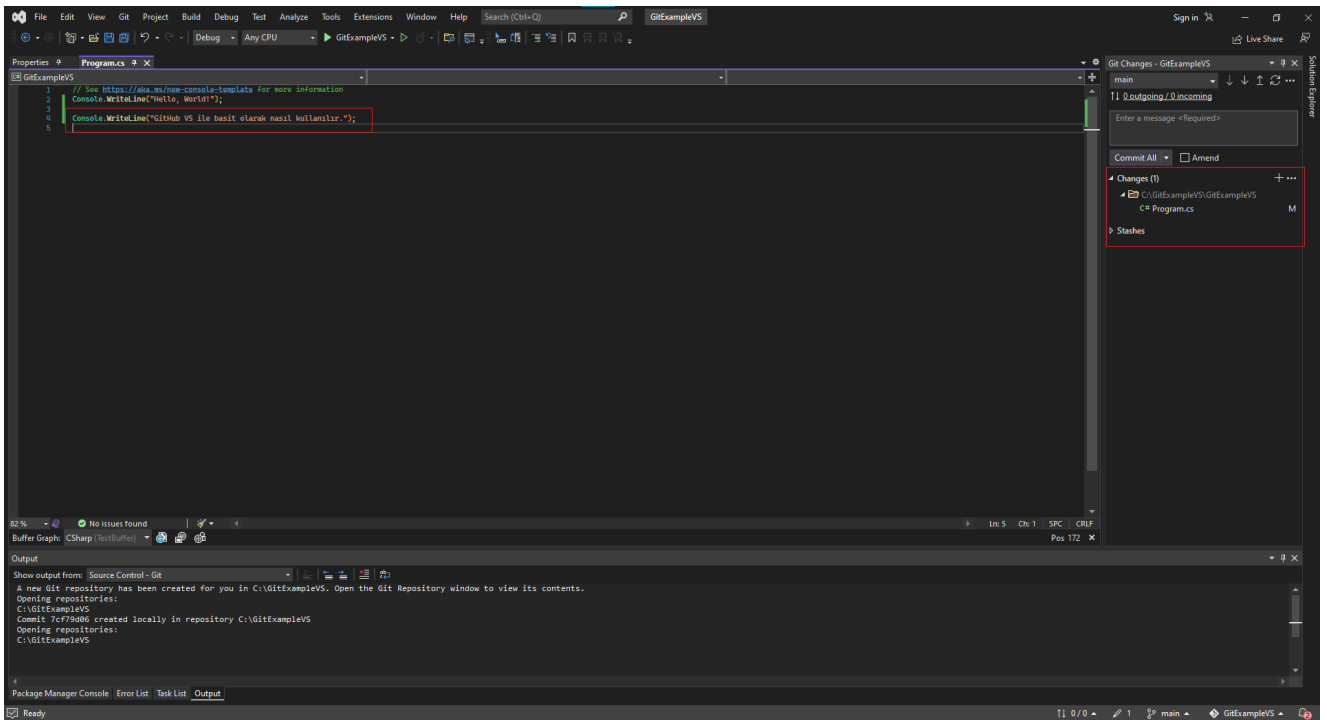 File Edit View Git Project Build Debug Test Analyze Tools Extensions Window Help Search (Ctrl+Q) GitExampleVS Sign in
Debug Any CPU GitExampleVS Live Share
Properties Program.cs
GitExampleVS
1 // See https://aka.ms/new-console-template for more information
2 Console.WriteLine("Hello, World!");
3
4 Console.WriteLine("GitHub VS ile basit olarak nasıl kullanılır.");
5
82 % No issues found Ln: 5 Ch: 1 SPC CRLF
Buffer Graph: CSharp (TextBuffer) Pos 172
Git Changes - GitExampleVS
main
0 outgoing / 0 incoming
Enter a message <Required>
Commit All Amend
Changes (1)
C:\GitExampleVS\GitExampleVS
C# Program.cs M
Stashes
Solution Explorer
Output
Show output from: Source Control - Git
A new Git repository has been created for you in C:\GitExampleVS. Open the Git Repository window to view its contents.
Opening repositories:
C:\GitExampleVS
Commit 7cf79d06 created locally in repository C:\GitExampleVS
Opening repositories:
C:\GitExampleVS
Package Manager Console Error List Task List Output
Ready 0 / 0 1 main GitExampleVS 2